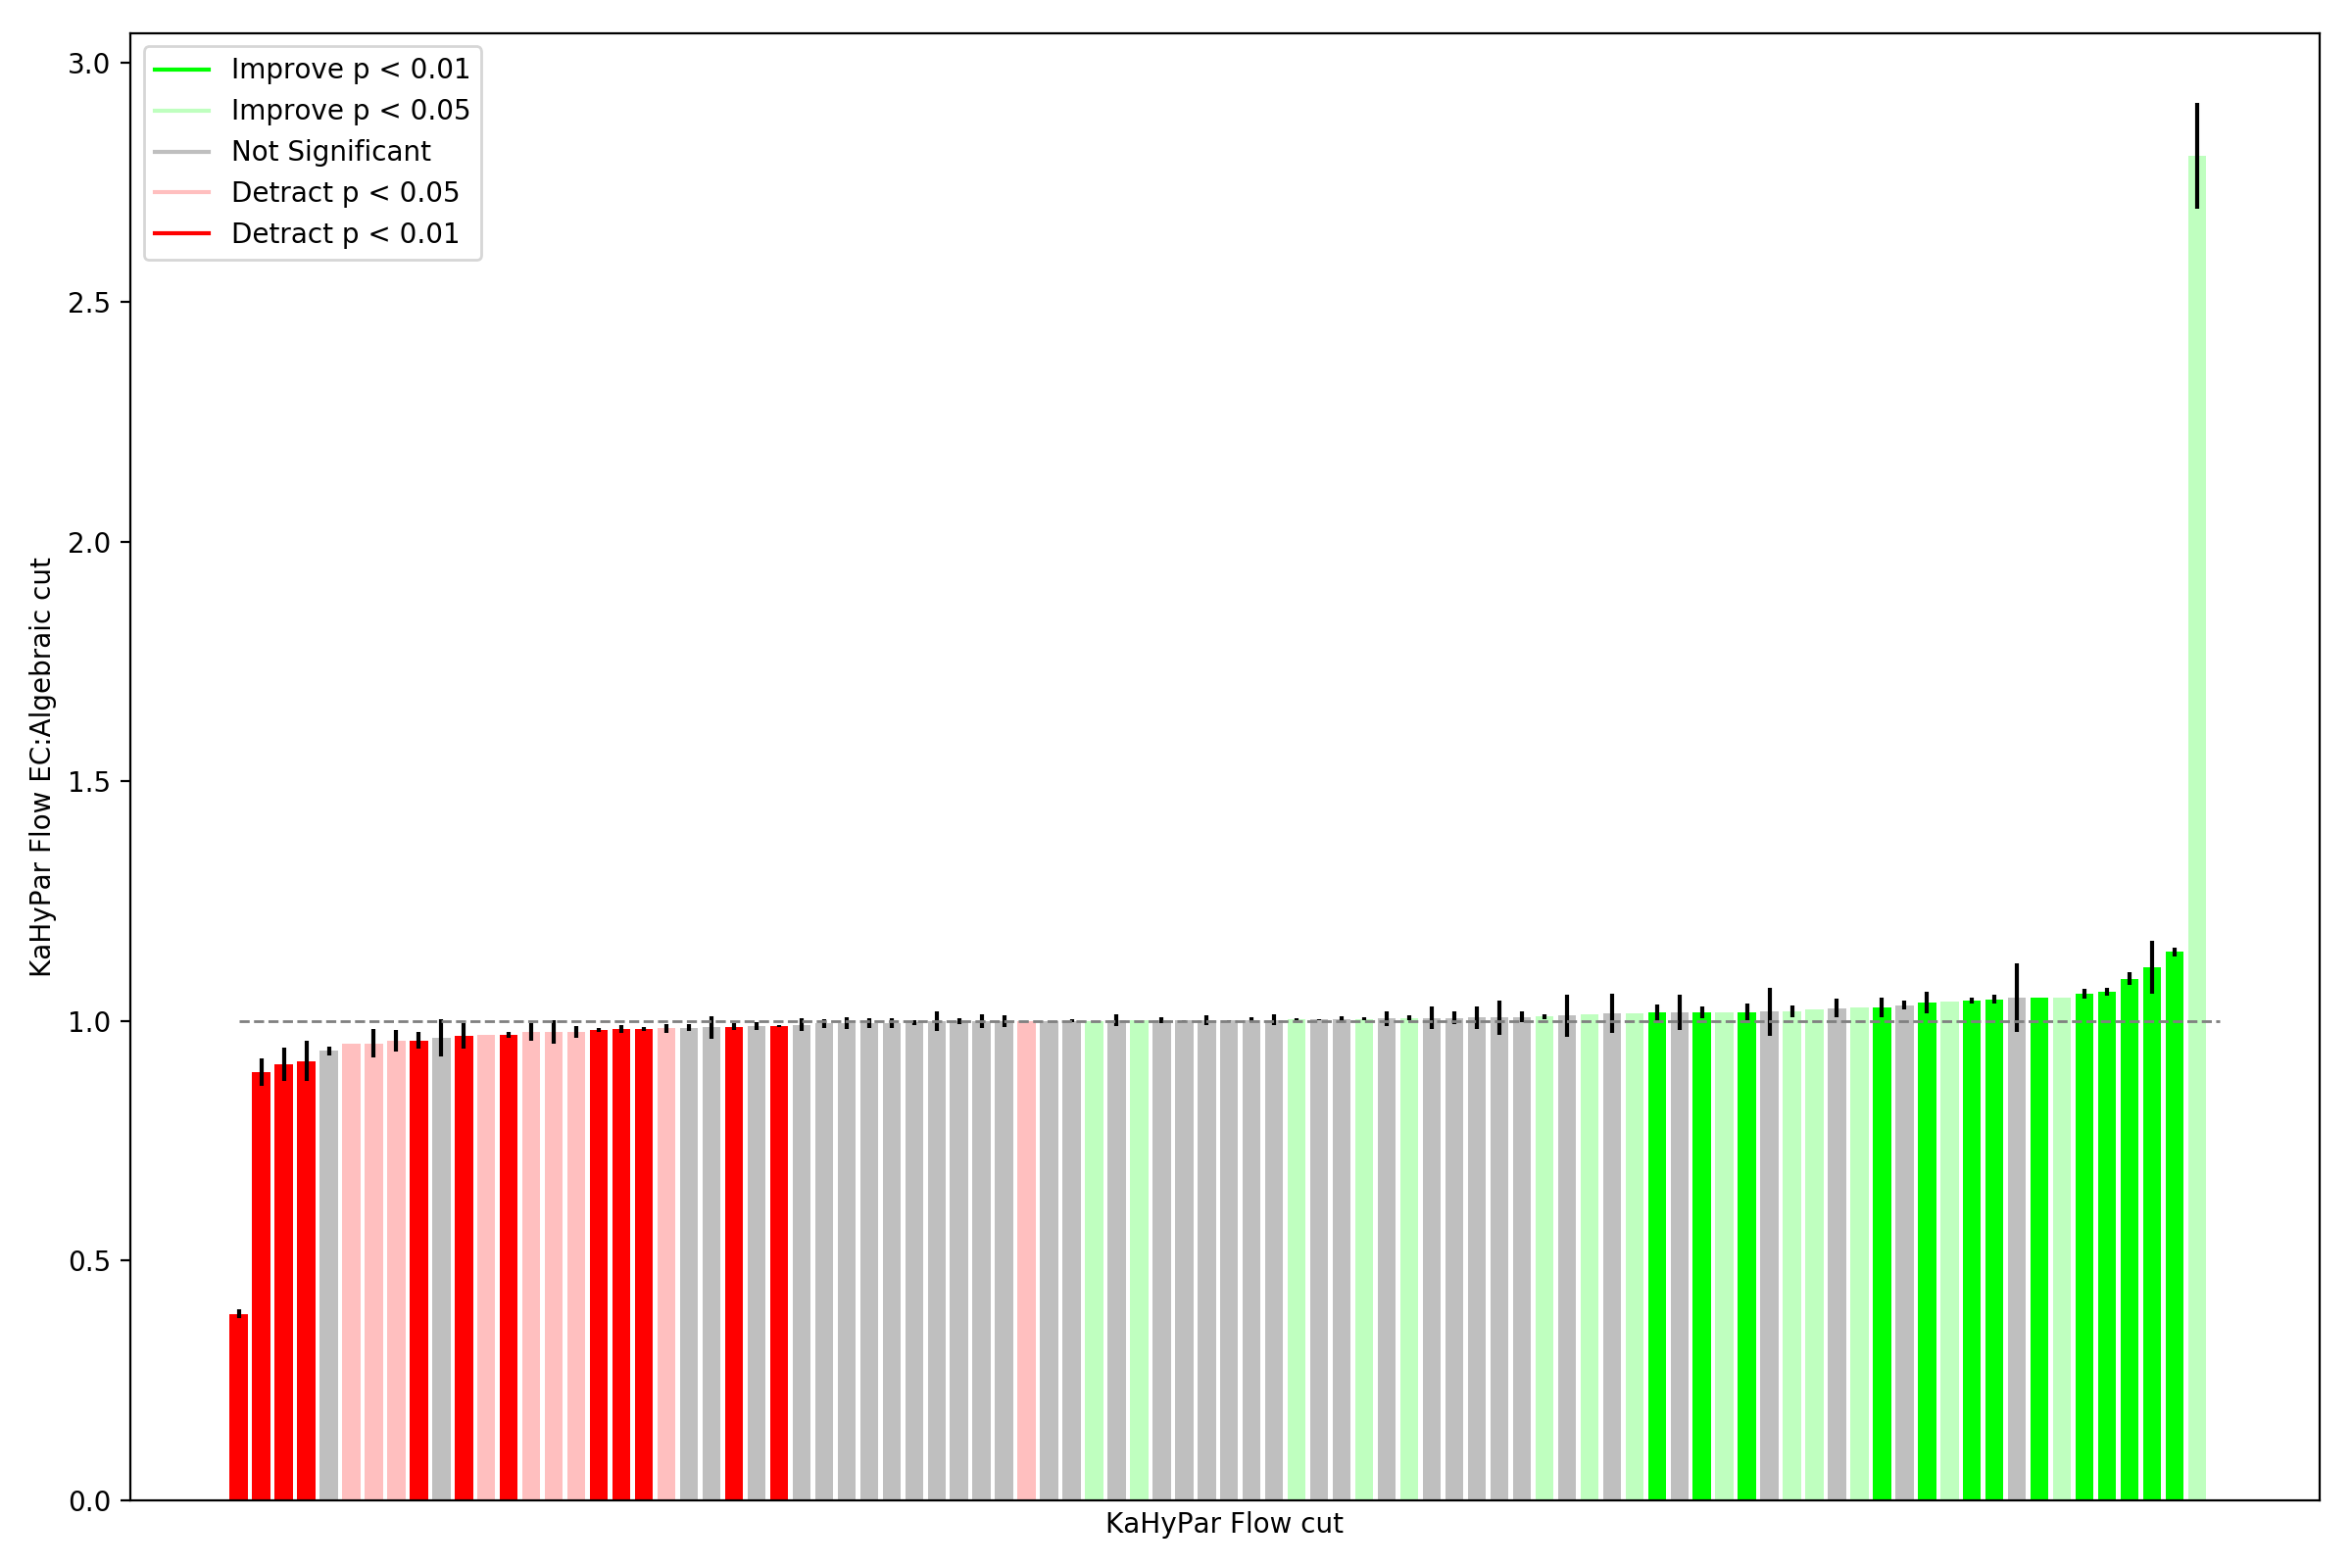 Improve p < 0.01
Improve p < 0.05
Not Significant
Detract p < 0.05
Detract p < 0.01
3.0
2.5
2.0
1.5
1.0
0.5
0.0
KaHyPar Flow EC:Algebraic cut
KaHyPar Flow cut